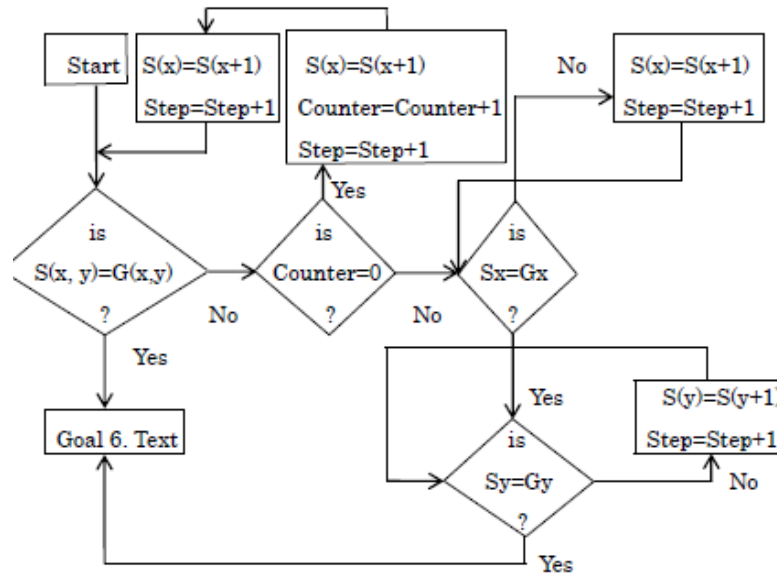 Start
S(x)=S(x+1)
Step=Step+1
S(x)=S(x+1)
Counter=Counter+1
Step=Step+1
Yes
No
S(x)=S(x+1)
Step=Step+1
is
S(x, y)=G(x,y)
?
No
Yes
is
Counter=0
?
No
is
Sx=Gx
?
Yes
S(y)=S(y+1)
Step=Step+1
No
is
Sy=Gy
?
Yes
Goal 6. Text